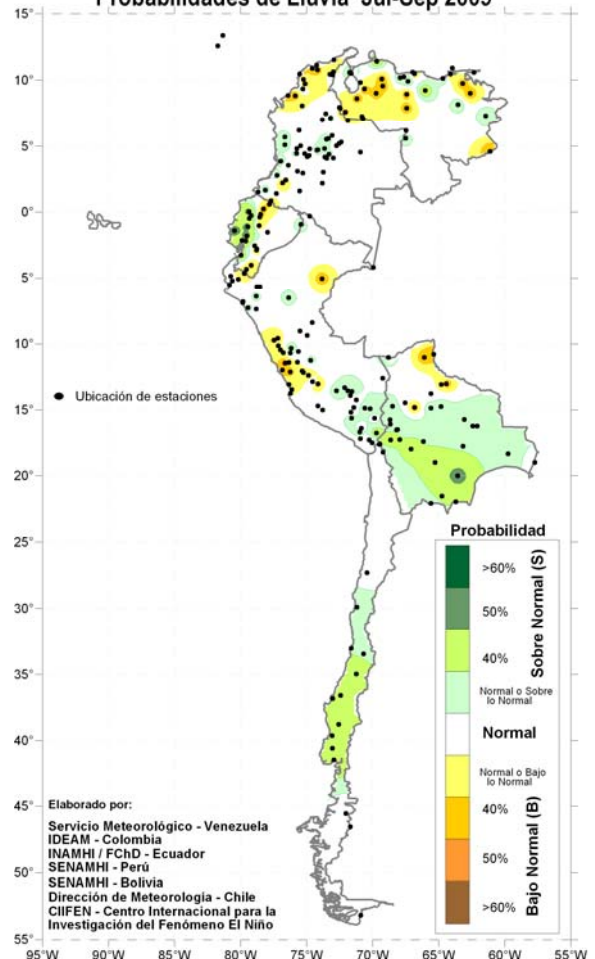 Probabilidades de Lluvia Jul-Sep 2009
15°
10°
5°
0°
5°
10°
15°
20°
25°
30°
35°
40°
45°
50°
55°
95°W 90°W 85°W 80°W 75°W 70°W 65°W 60°W 55°W
Ubicación de estaciones
Probabilidad
>60%
50%
40%
Sobre Normal (S)
Normal o Sobre
lo Normal
Normal
Normal o Bajo
lo Normal
40%
50%
>60%
Bajo Normal (B)
Elaborado por:
Servicio Meteorológico - Venezuela
IDEAM - Colombia
INAMHI / FChD - Ecuador
SENAMHI - Perú
SENAMHI - Bolivia
Dirección de Meteorología - Chile
CIIFEN - Centro Internacional para la
Investigación del Fenómeno El Niño